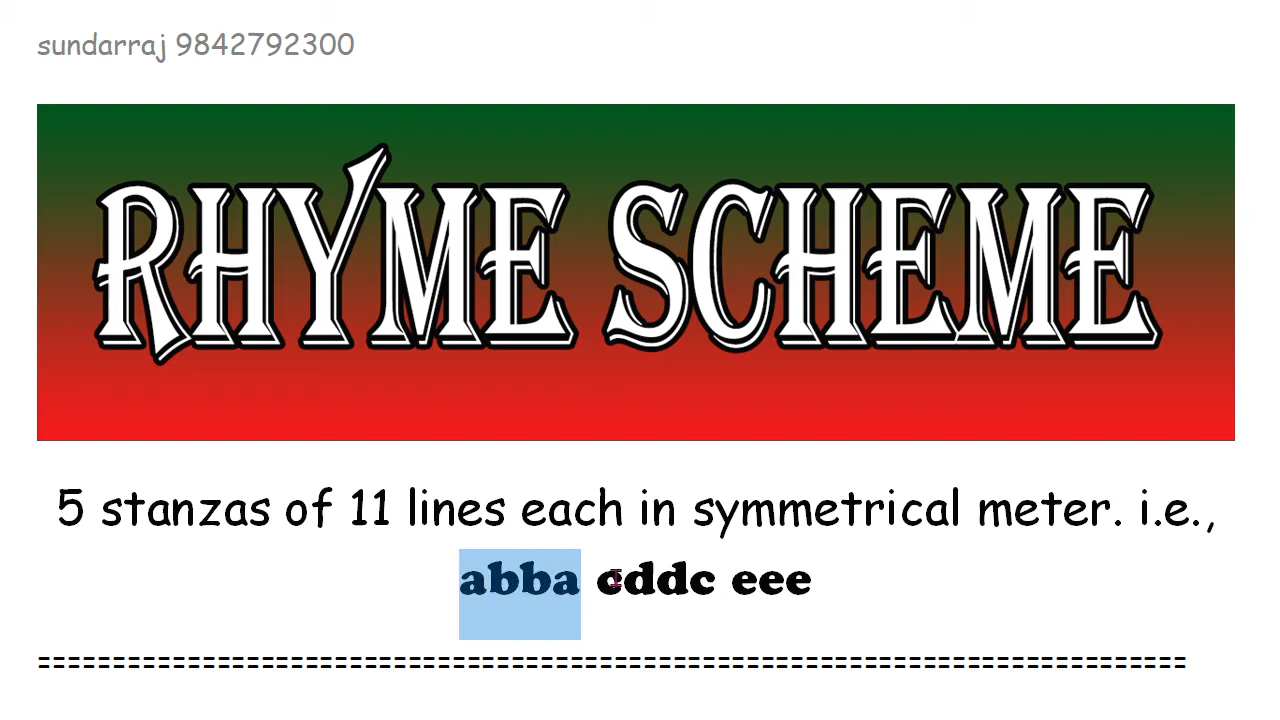 sundarraj 9842792300
RHYME SCHEME
5 stanzas of 11 lines each in symmetrical meter. i.e.,
abba cddc eee
=============================================================================